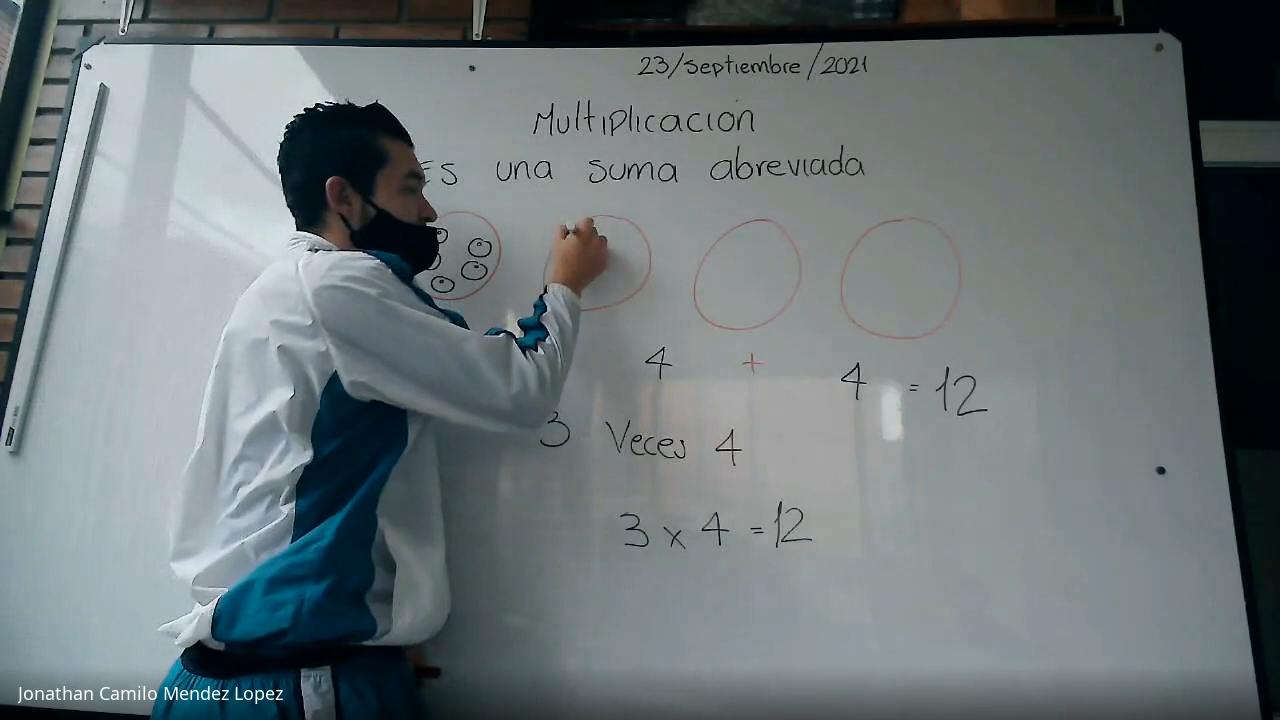 23/Septiembre/2021
Multiplicación
Es una suma abreviada
4 + 4 = 12
3 Veces 4
3 x 4 = 12
Jonathan Camilo Mendez Lopez